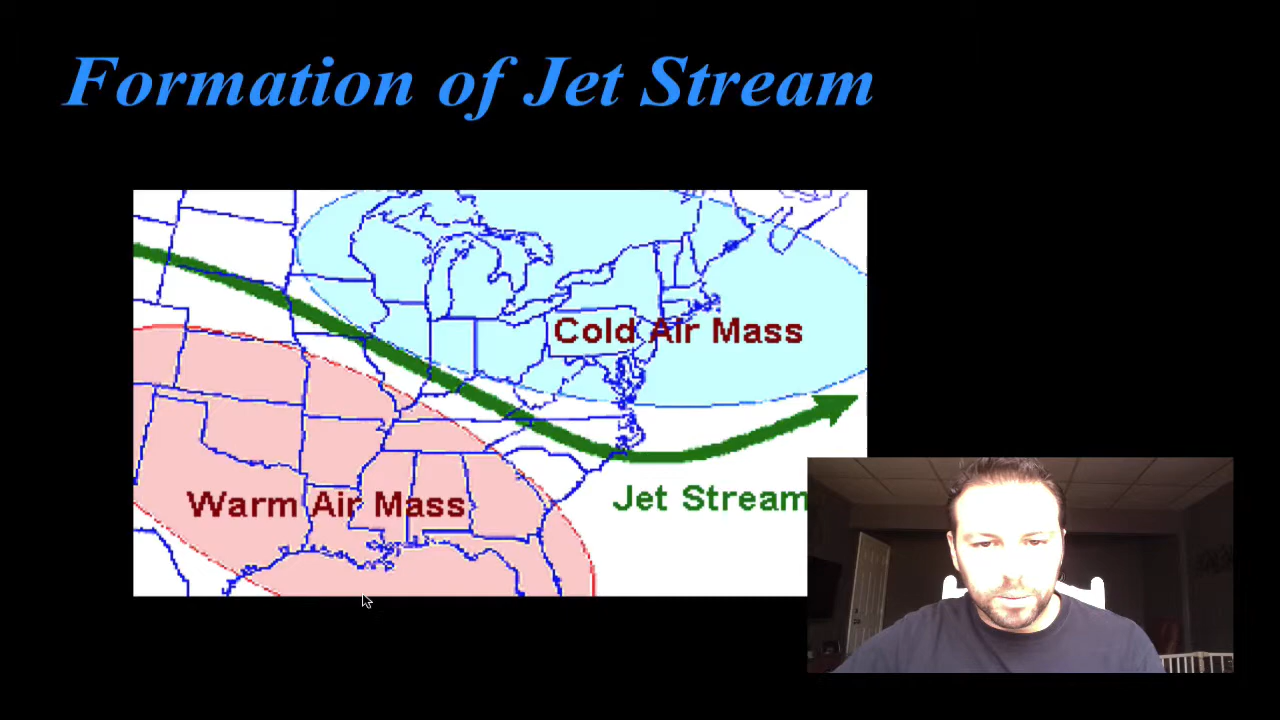 Formation of Jet Stream
Cold Air Mass
Warm Air Mass
Jet Stream